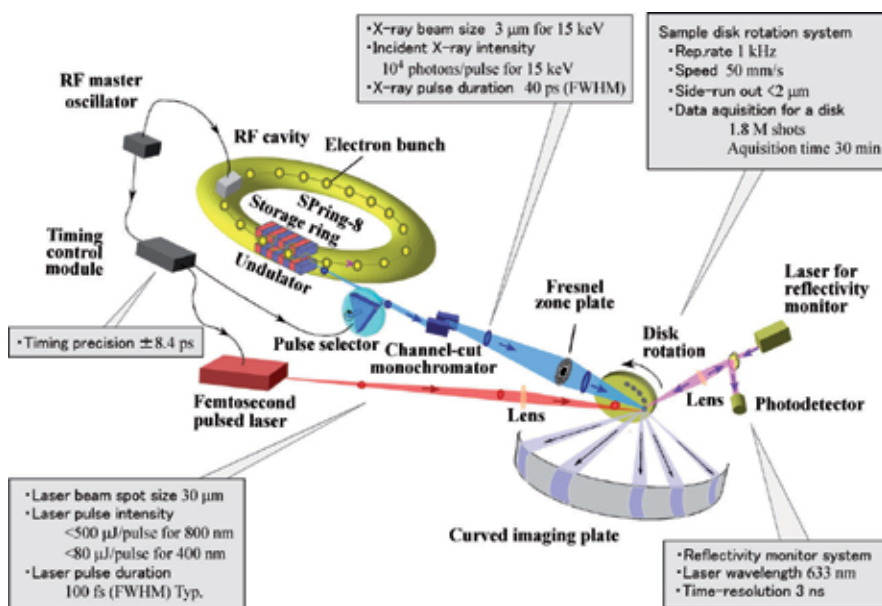 ・X-ray beam size 3 μm for 15 keV
・Incident X-ray intensity
10⁴ photons/pulse for 15 keV
・X-ray pulse duration 40 ps (FWHM)
Sample disk rotation system
・Rep.rate 1 kHz
・Speed 50 mm/s
・Side-run out <2 μm
・Data aquisition for a disk
1.8 M shots
Aquisition time 30 min
RF master
oscillator
RF cavity
Electron bunch
SPring-8
Storage ring
Undulator
Timing
control
module
・Timing precision ±8.4 ps
Pulse selector
Channel-cut
monochromator
Fresnel
zone plate
Disk
rotation
Laser for
reflectivity
monitor
Lens
Photodetector
Femtosecond
pulsed laser
Lens
Curved imaging plate
・Laser beam spot size 30 μm
・Laser pulse intensity
<500 μJ/pulse for 800 nm
<80 μJ/pulse for 400 nm
・Laser pulse duration
100 fs (FWHM) Typ.
・Reflectivity monitor system
・Laser wavelength 633 nm
・Time-resolution 3 ns